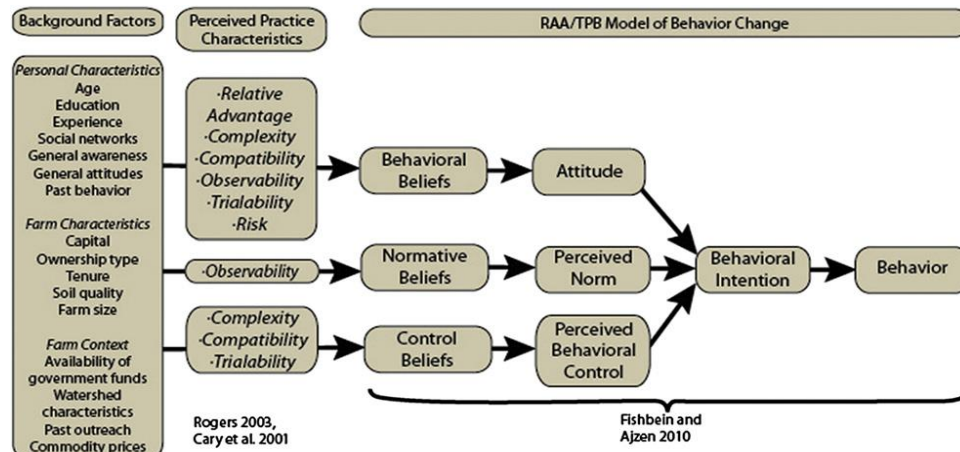 Background Factors
Perceived Practice
Characteristics
RAA/TPB Model of Behavior Change
Personal Characteristics
Age
Education
Experience
Social networks
General awareness
General attitudes
Past behavior
Farm Characteristics
Capital
Ownership type
Tenure
Soil quality
Farm size
Farm Context
Availability of
government funds
Watershed
characteristics
Past outreach
Commodity prices
·Relative
Advantage
·Complexity
·Compatibility
·Observability
·Trialability
·Risk
·Observability
·Complexity
·Compatibility
·Trialability
Rogers 2003,
Cary et al. 2001
Behavioral
Beliefs
Attitude
Normative
Beliefs
Perceived
Norm
Control
Beliefs
Perceived
Behavioral
Control
Behavioral
Intention
Behavior
Fishbein and
Ajzen 2010